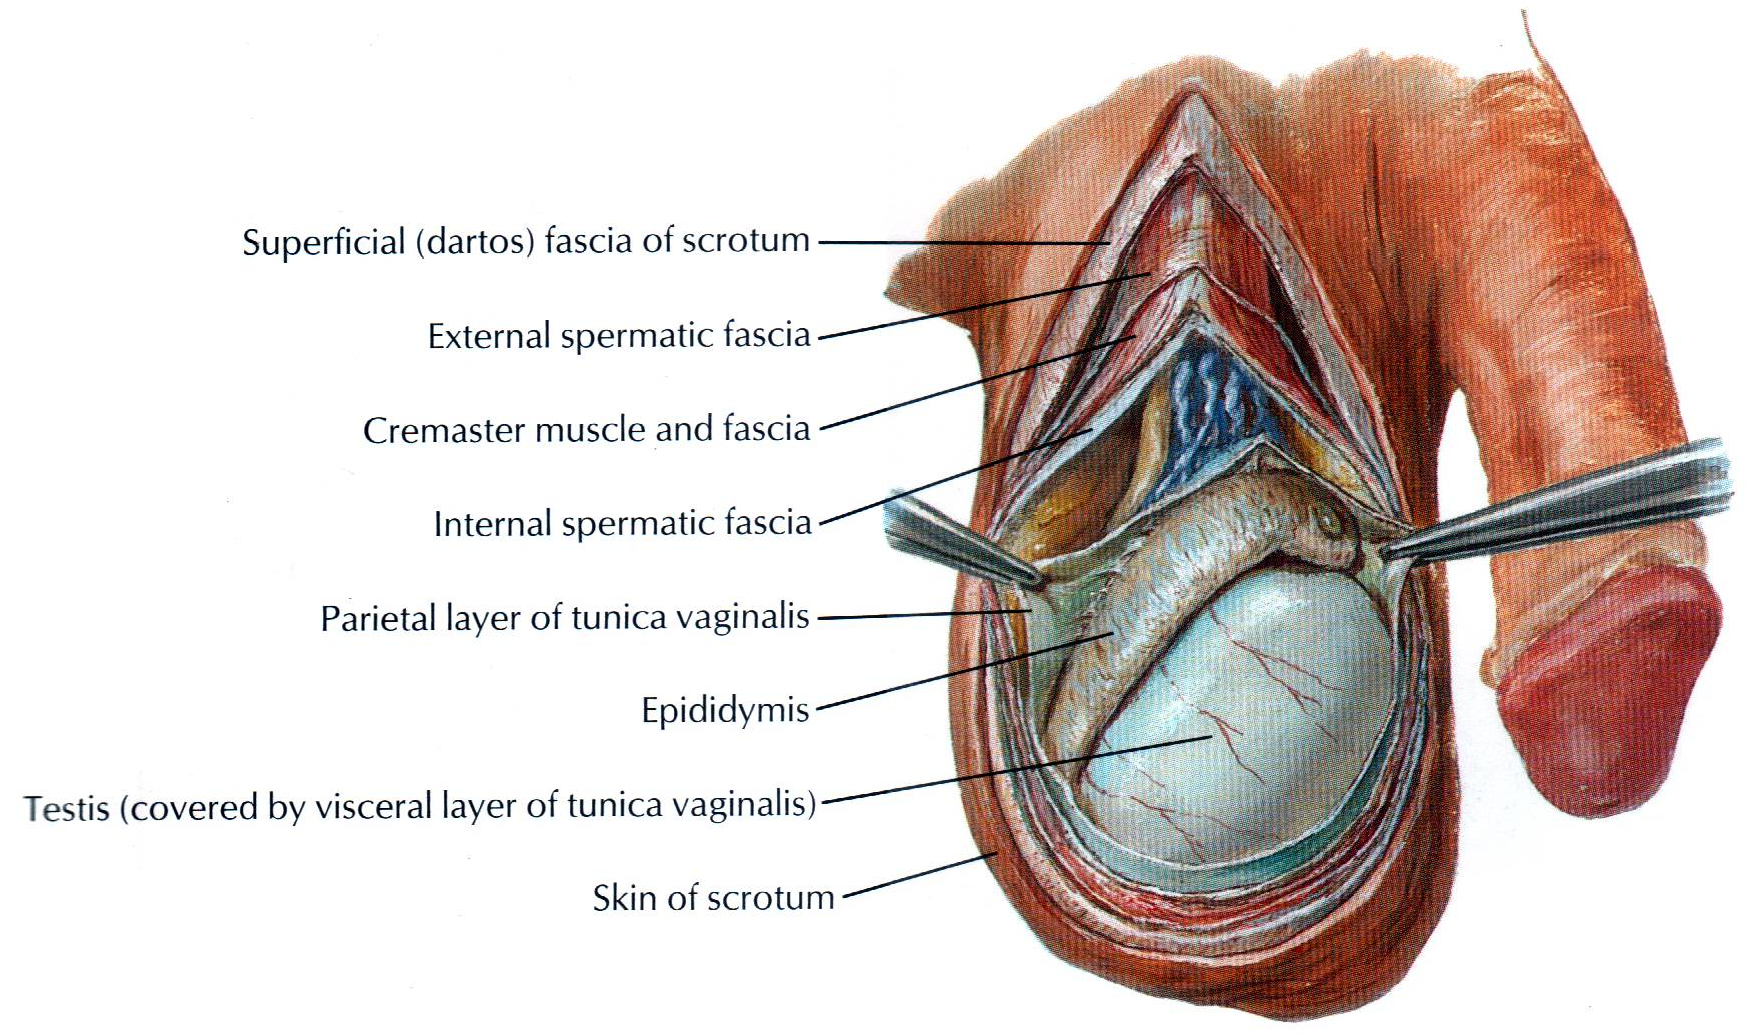 Superficial (dartos) fascia of scrotum
External spermatic fascia
Cremaster muscle and fascia
Internal spermatic fascia
Parietal layer of tunica vaginalis
Epididymis
Testis (covered by visceral layer of tunica vaginalis)
Skin of scrotum